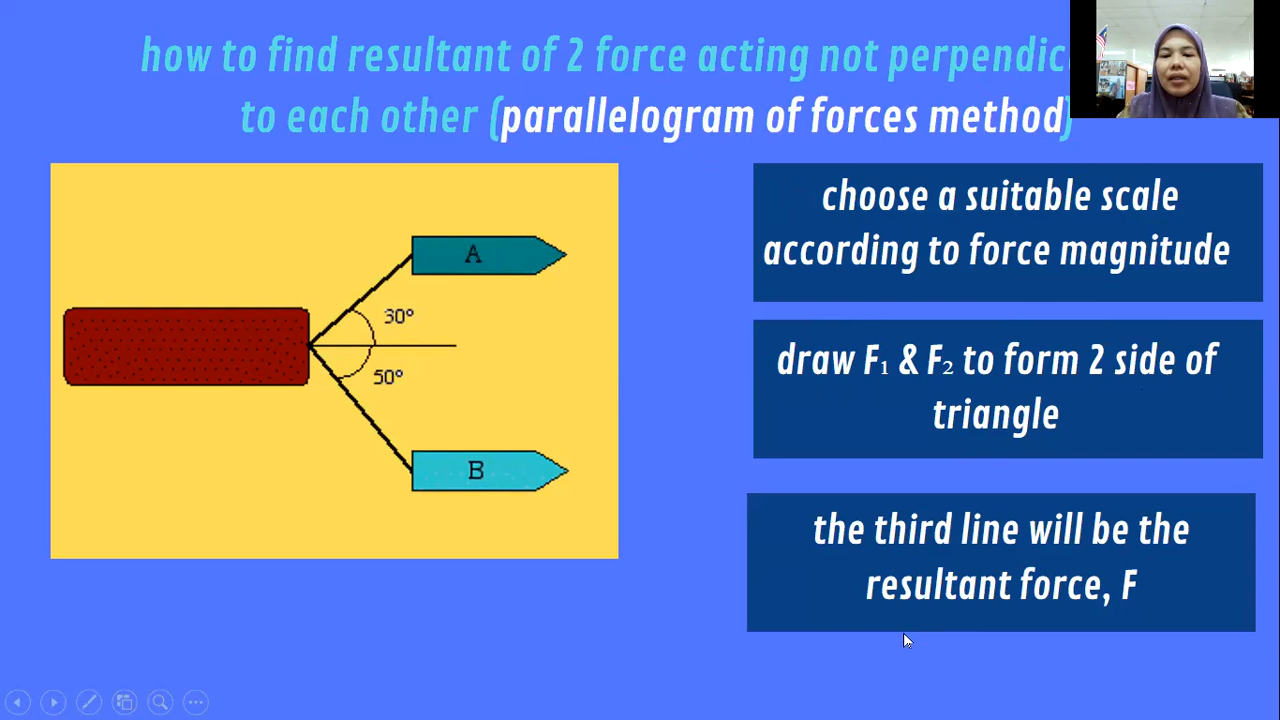 how to find resultant of 2 force acting not perpendic
to each other (parallelogram of forces method)
A
30°
50°
B
choose a suitable scale
according to force magnitude
draw F₁ & F₂ to form 2 side of
triangle
the third line will be the
resultant force, F